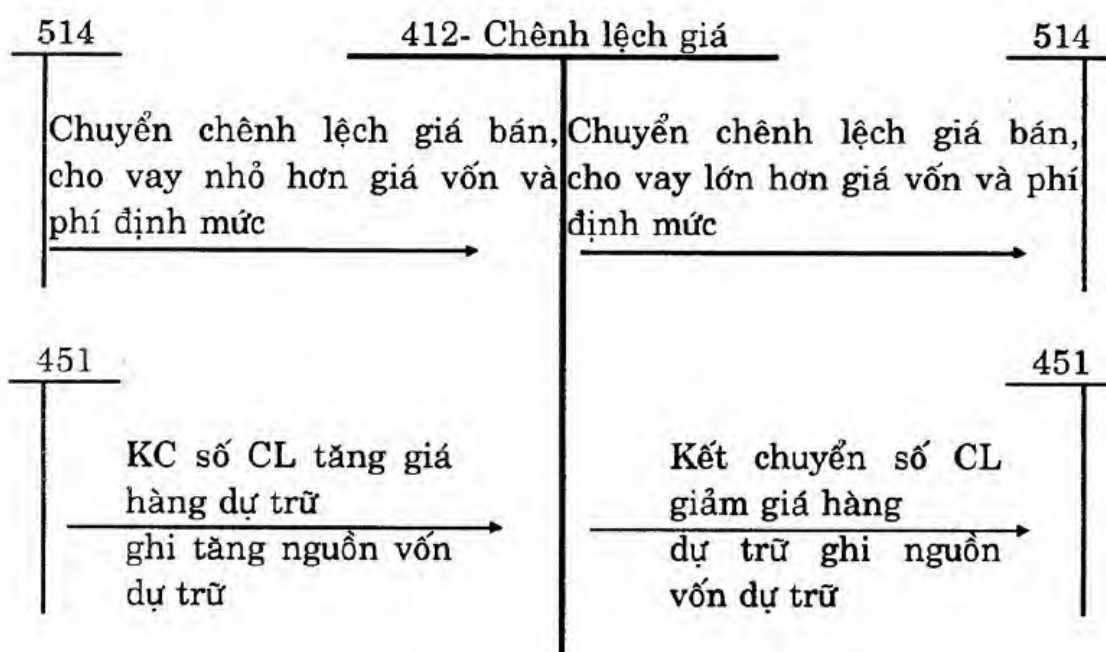 514
412- Chênh lệch giá
514
Chuyển chênh lệch giá bán,
cho vay nhỏ hơn giá vốn và
phí định mức
Chuyển chênh lệch giá bán,
cho vay lớn hơn giá vốn và phí
định mức
451
451
KC số CL tăng giá
hàng dự trữ
ghi tăng nguồn vốn
dự trữ
Kết chuyển số CL
giảm giá hàng
dự trữ ghi nguồn
vốn dự trữ